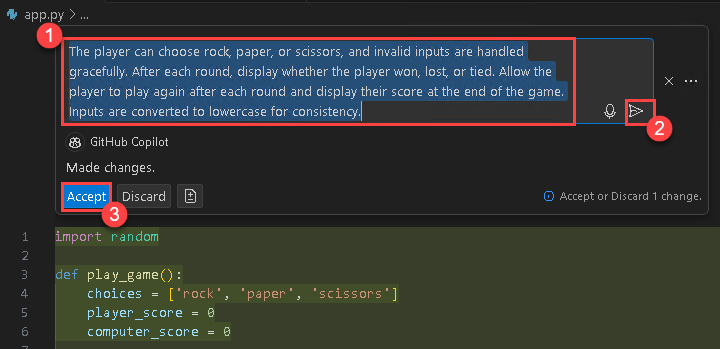 app.py > ...
1
The player can choose rock, paper, or scissors, and invalid inputs are handled
gracefully. After each round, display whether the player won, lost, or tied. Allow the
player to play again after each round and display their score at the end of the game.
Inputs are converted to lowercase for consistency.
2
GitHub Copilot
Made changes.
Accept Discard Accept or Discard 1 change.
3
1 import random
2
3 def play_game():
4 choices = ['rock', 'paper', 'scissors']
5 player_score = 0
6 computer_score = 0